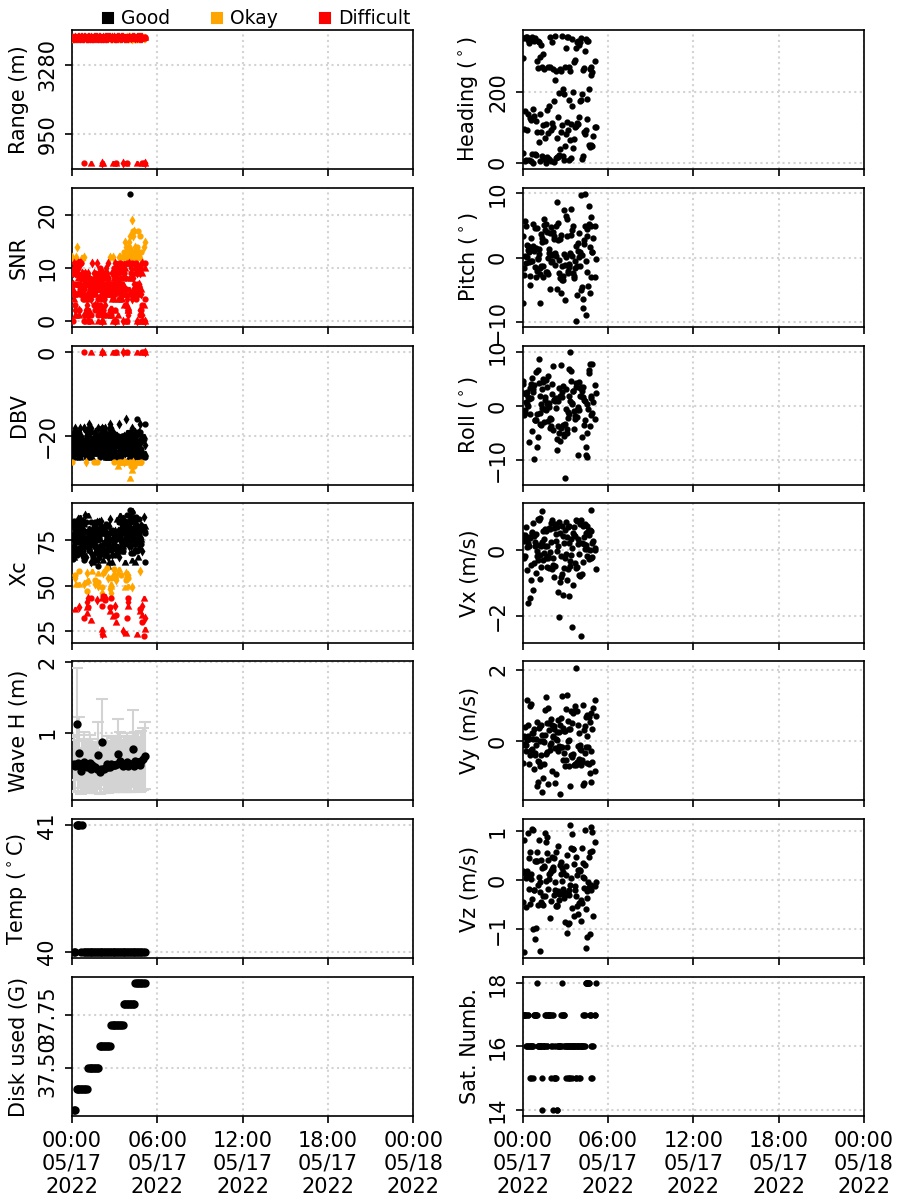 Good Okay Difficult
Range (m)
3280
950
Heading (°)
200
0
SNR
20
10
0
Pitch (°)
10
0
−10
DBV
0
−20
Roll (°)
10
0
−10
Xc
75
50
25
Vx (m/s)
0
−2
Wave H (m)
2
1
Vy (m/s)
2
0
Temp (°C)
41
40
Vz (m/s)
1
0
−1
Disk used (G)
37.75
37.50
Sat. Numb.
18
16
14
00:00 06:00 12:00 18:00 00:00
05/17 05/17 05/17 05/17 05/18
2022 2022 2022 2022 2022
00:00 06:00 12:00 18:00 00:00
05/17 05/17 05/17 05/17 05/18
2022 2022 2022 2022 2022